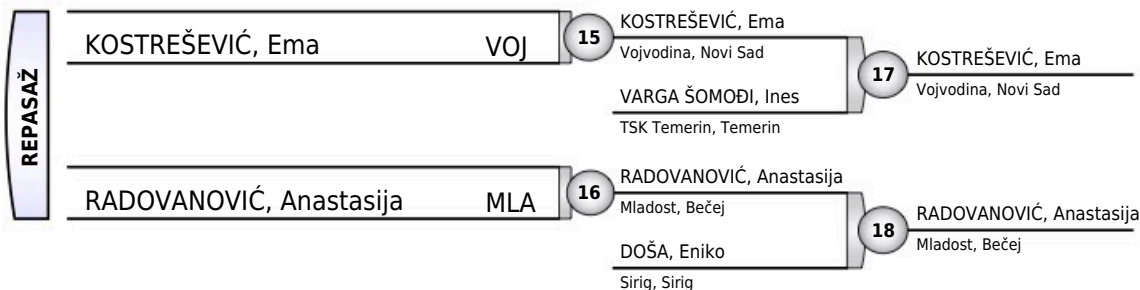 REPASAŽ
KOSTREŠEVIĆ, Ema VOJ
15
KOSTREŠEVIĆ, Ema
Vojvodina, Novi Sad
VARGA ŠOMOĐI, Ines
TSK Temerin, Temerin
17
KOSTREŠEVIĆ, Ema
Vojvodina, Novi Sad
RADOVANOVIĆ, Anastasija MLA
16
RADOVANOVIĆ, Anastasija
Mladost, Bečej
DOŠA, Eniko
Sirig, Sirig
18
RADOVANOVIĆ, Anastasija
Mladost, Bečej